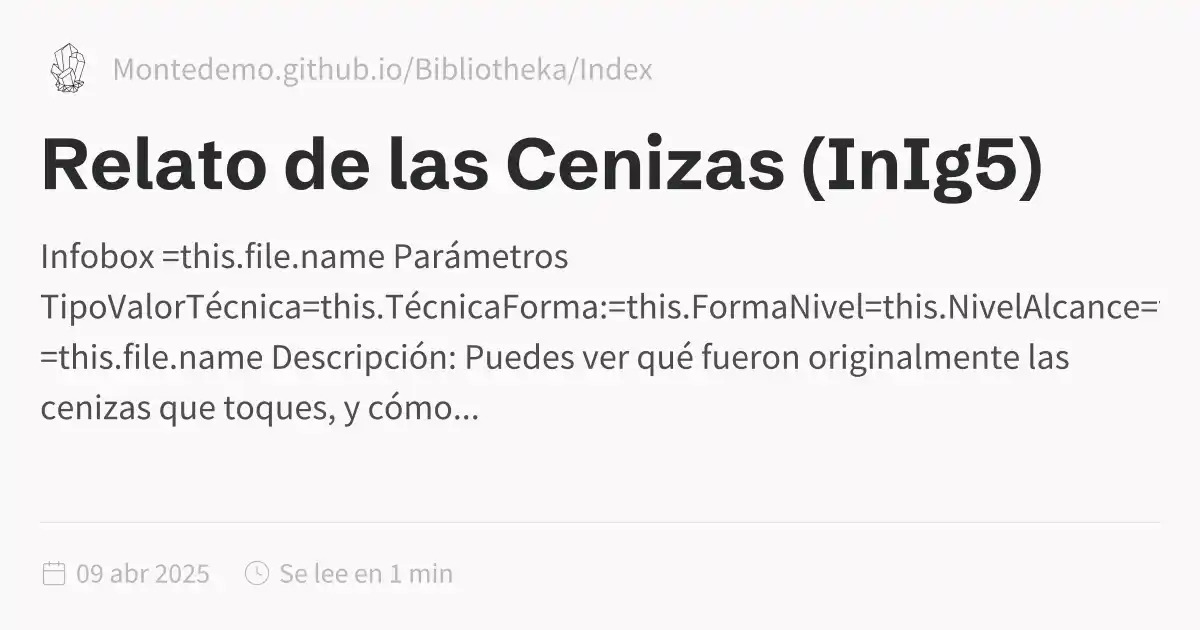 Montedemo.github.io/Bibliotheka/Index
Relato de las Cenizas (InIg5)
Infobox =this.file.name Parámetros
TipoValorTécnica=this.TécnicaForma:=this.FormaNivel=this.NivelAlcance=
=this.file.name Descripción: Puedes ver qué fueron originalmente las
cenizas que toques, y cómo...
09 abr 2025 Se lee en 1 min